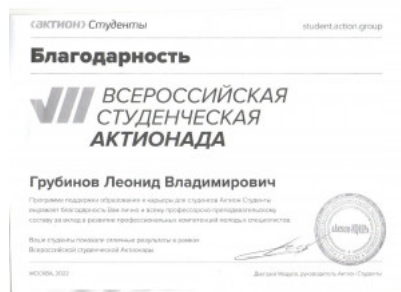 ‹АКТИОН› Студенты
student.action.group
Благодарность
VII ВСЕРОССИЙСКАЯ
СТУДЕНЧЕСКАЯ
АКТИОНАДА
Грубинов Леонид Владимирович
Программа поддержки образования и карьеры для студентов Актион Студенты
выражает благодарность Вам лично и всему профессорско-преподавательскому
составу за вклад в развитие профессиональных компетенций молодых специалистов.
Ваши студенты показали отличные результаты в рамках
Всероссийской студенческой Актионады.
МОСКВА, 2022
руководитель Актион Студенты